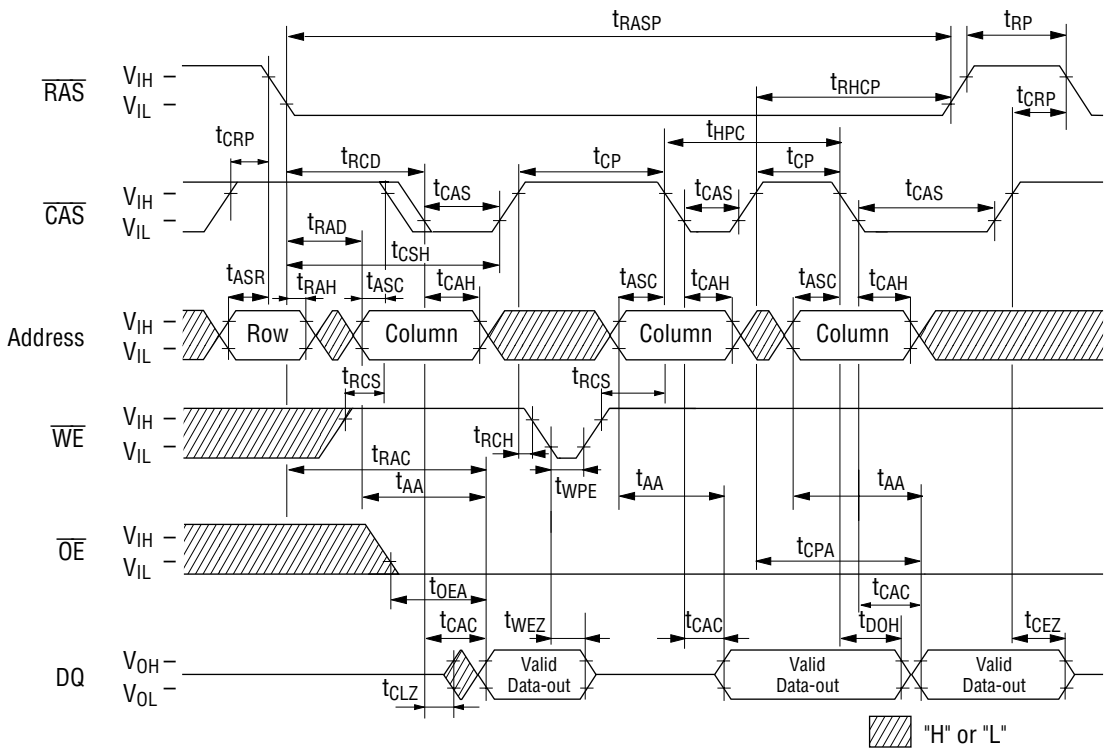 tRASP
tRP
RAS
VIH
VIL
tRHCP
tCRP
tHPC
tCRP
tRCD
tCP
tCP
CAS
VIH
VIL
tCAS
tCAS
tCAS
tRAD
tCSH
tASR
tRAH
tASC
tCAH
tASC
tCAH
tASC
tCAH
Address
VIH
VIL
Row
Column
Column
Column
tRCS
tRCS
WE
VIH
VIL
tRCH
tRAC
tWPE
tAA
tAA
tAA
OE
VIH
VIL
tCPA
tOEA
tCAC
tCAC
tWEZ
tCAC
tDOH
tCEZ
DQ
VOH
VOL
Valid
Data-out
Valid
Data-out
Valid
Data-out
tCLZ
"H" or "L"